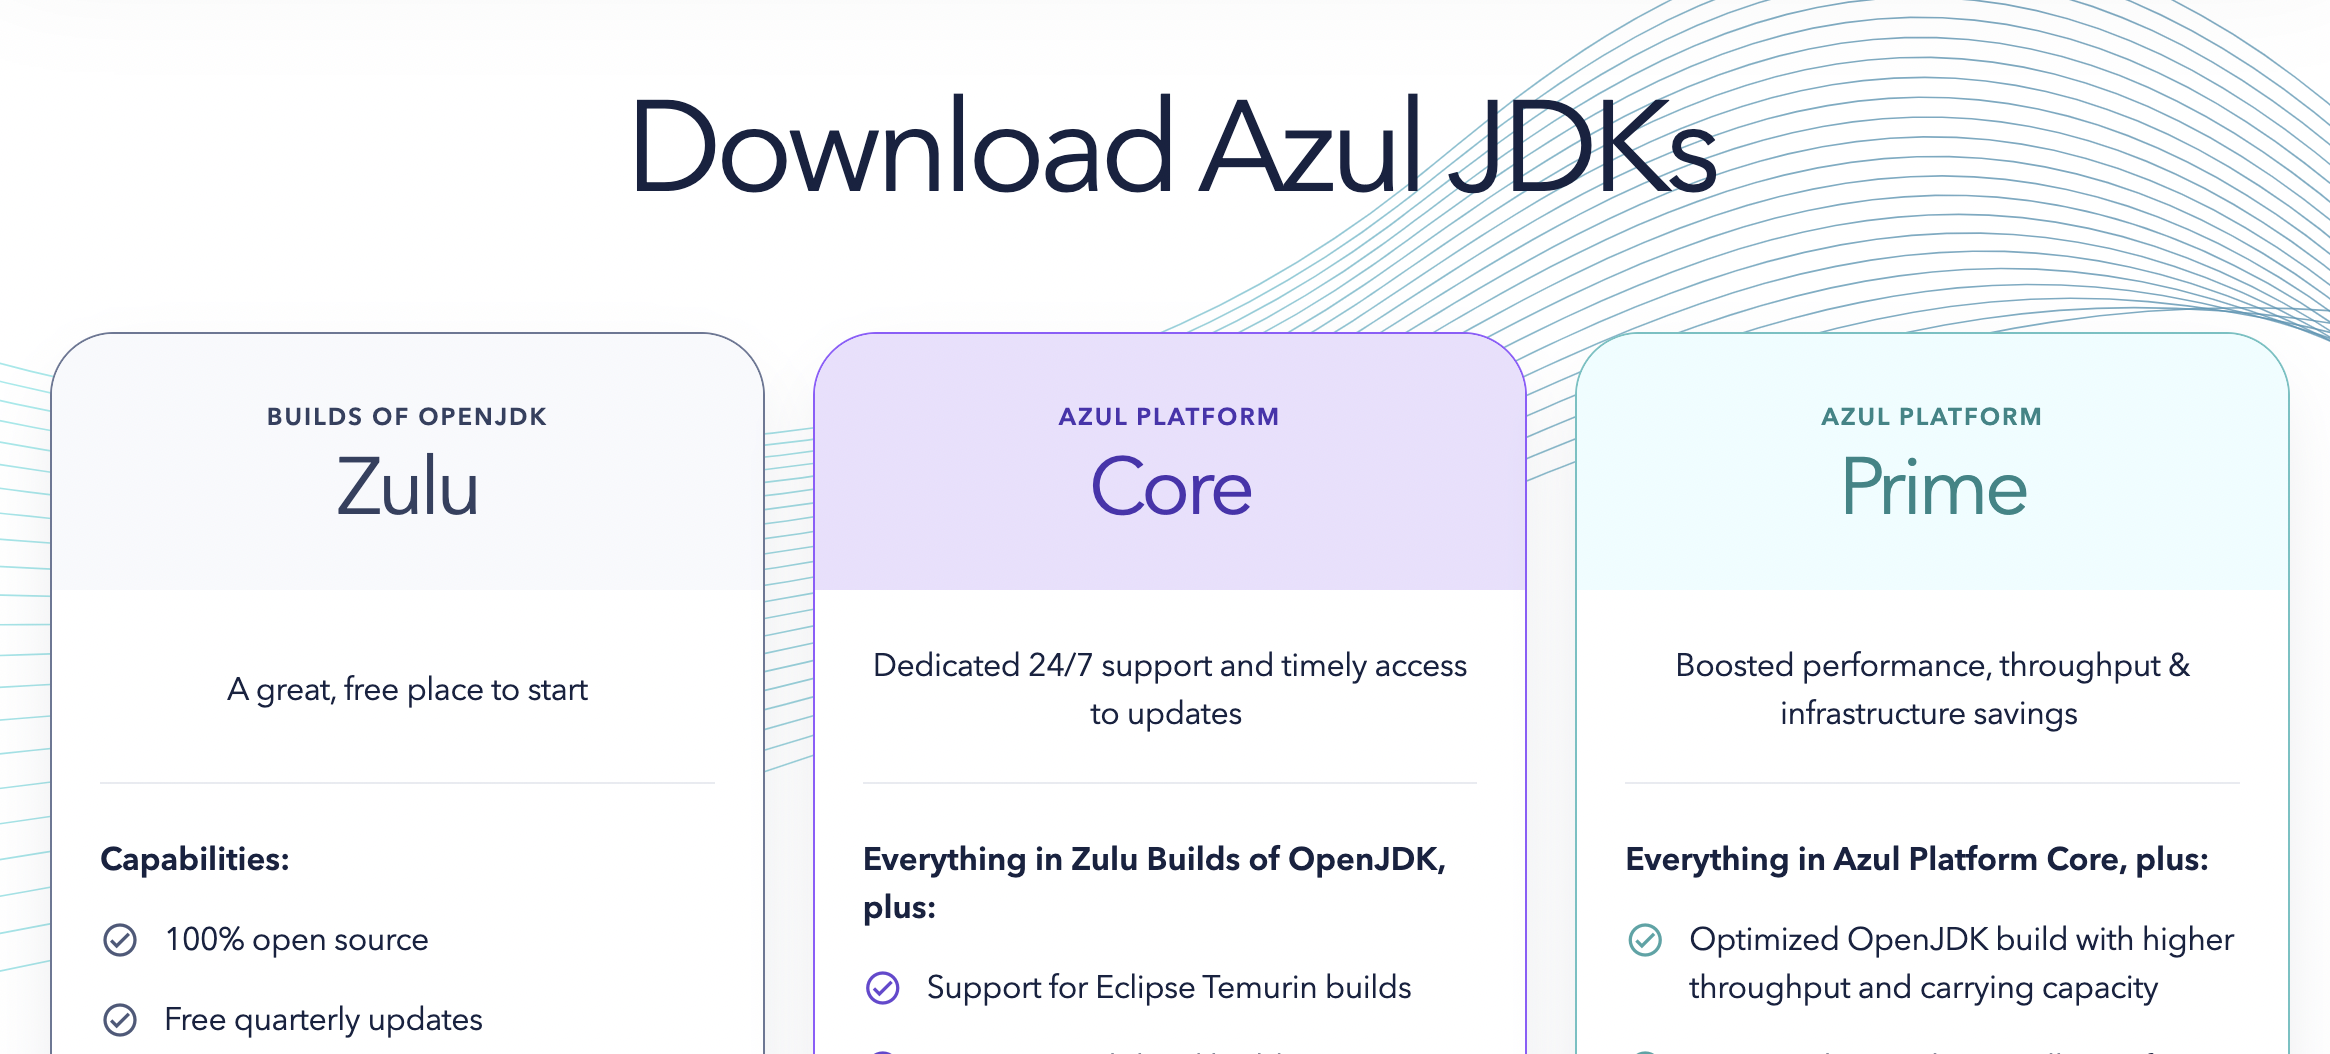 Download Azul JDKs
BUILDS OF OPENJDK
Zulu
A great, free place to start
Capabilities:
100% open source
Free quarterly updates
AZUL PLATFORM
Core
Dedicated 24/7 support and timely access
to updates
Everything in Zulu Builds of OpenJDK,
plus:
Support for Eclipse Temurin builds
AZUL PLATFORM
Prime
Boosted performance, throughput &
infrastructure savings
Everything in Azul Platform Core, plus:
Optimized OpenJDK build with higher
throughput and carrying capacity